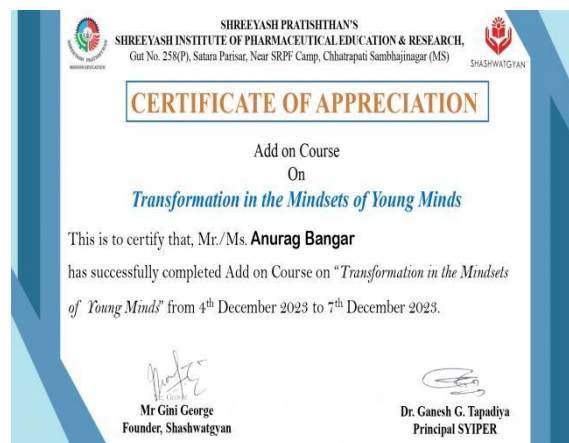 SHREEYASH PRATISHTHAN'S
SHREEYASH INSTITUTE OF PHARMACEUTICAL EDUCATION & RESEARCH,
Gut No. 258(P), Satara Parisar, Near SRPF Camp, Chhatrapati Sambhajinagar (MS)
SHASHWATGYAN
CERTIFICATE OF APPRECIATION
Add on Course
On
Transformation in the Mindsets of Young Minds
This is to certify that, Mr./Ms. Anurag Bangar
has successfully completed Add on Course on “Transformation in the Mindsets
of Young Minds” from 4th December 2023 to 7th December 2023.
Mr Gini George
Founder, Shashwatgyan
Dr. Ganesh G. Tapadiya
Principal SYIPER